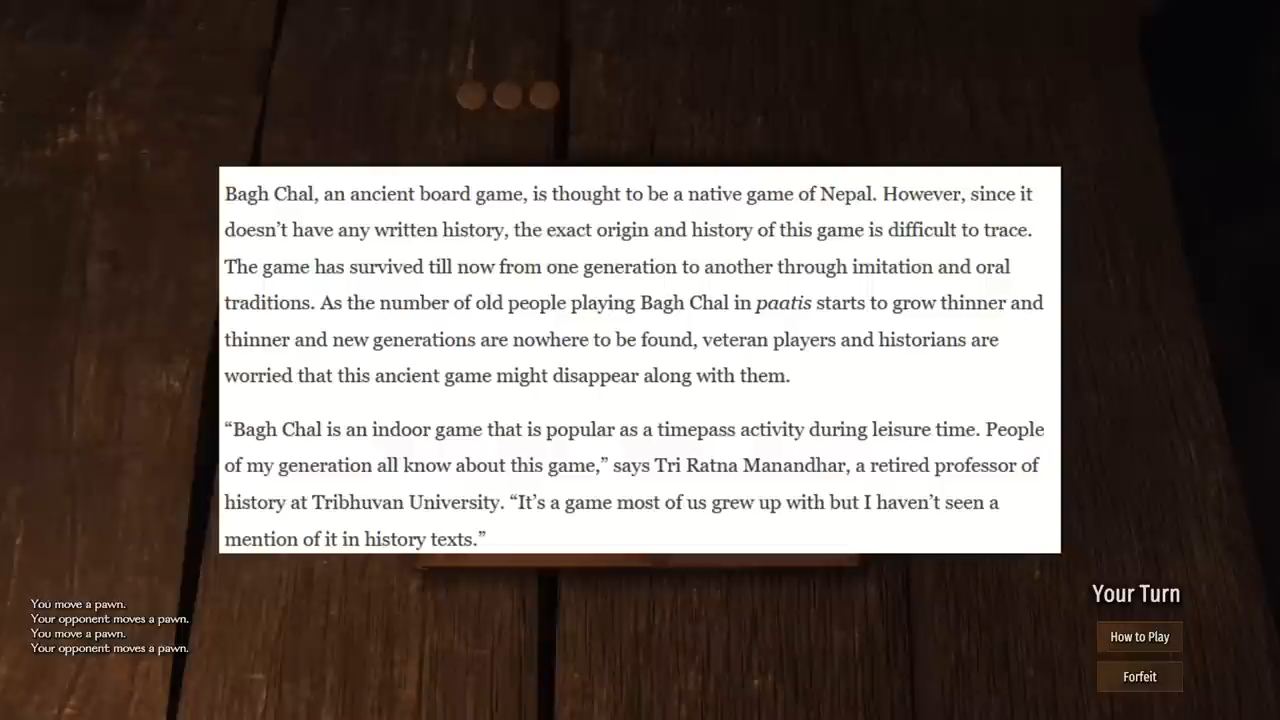 Bagh Chal, an ancient board game, is thought to be a native game of Nepal. However, since it
doesn’t have any written history, the exact origin and history of this game is difficult to trace.
The game has survived till now from one generation to another through imitation and oral
traditions. As the number of old people playing Bagh Chal in paatis starts to grow thinner and
thinner and new generations are nowhere to be found, veteran players and historians are
worried that this ancient game might disappear along with them.
“Bagh Chal is an indoor game that is popular as a timepass activity during leisure time. People
of my generation all know about this game,” says Tri Ratna Manandhar, a retired professor of
history at Tribhuvan University. “It’s a game most of us grew up with but I haven’t seen a
mention of it in history texts.”
You move a pawn.
Your opponent moves a pawn.
You move a pawn.
Your opponent moves a pawn.
Your Turn
How to Play
Forfeit